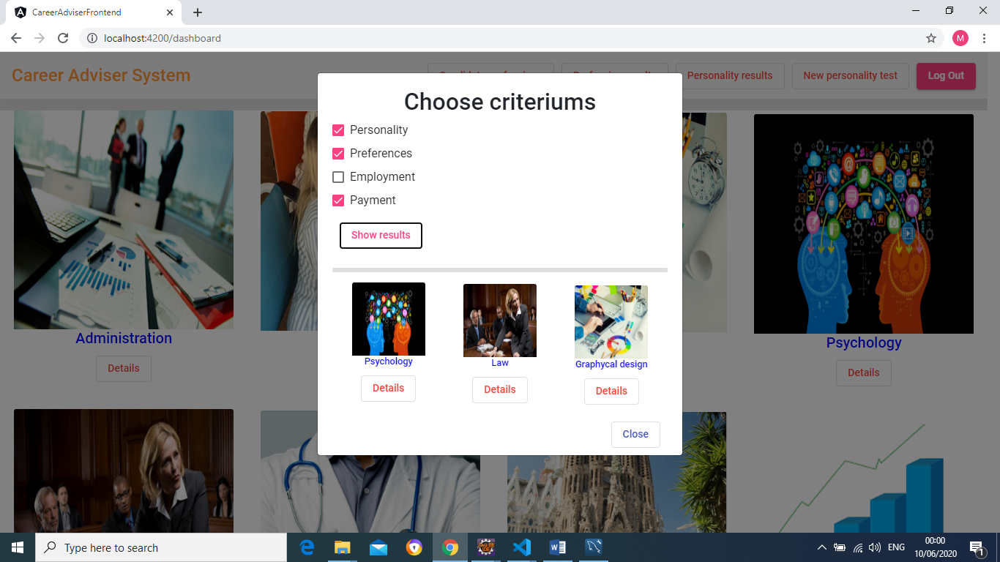 CareerAdviserFrontend
localhost:4200/dashboard
M
Career Adviser System
Personality results
New personality test
Log Out
Choose criteriums
Personality
Preferences
Employment
Payment
Show results
Psychology
Law
Graphycal design
Details
Details
Details
Close
Administration
Details
Psychology
Details
Type here to search
ENG
00:00
10/06/2020
1